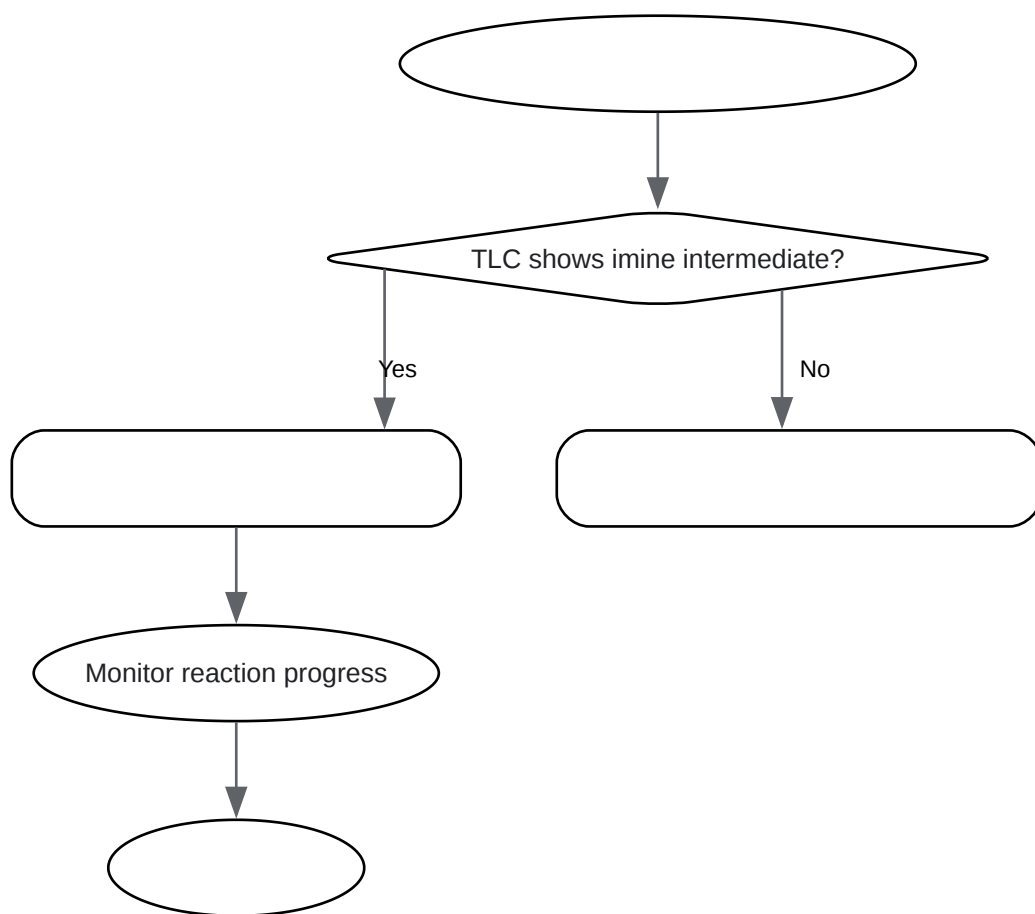 TLC shows imine intermediate?
Yes
No
Monitor reaction progress